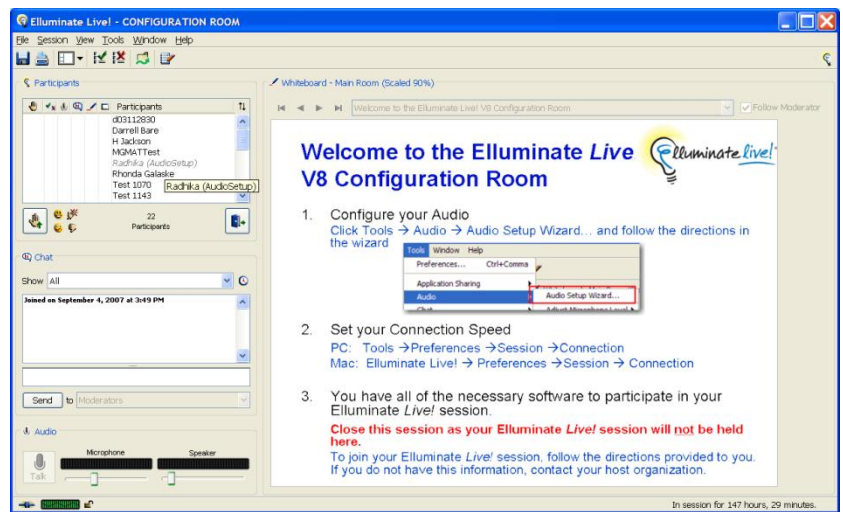 Elluminate Live! - CONFIGURATION ROOM
File Session View Tools Window Help
Participants
Participants
d03112830
Darrell Bare
H Jackson
MGMATTest
Radhika (AudioSetup)
Rhonda Galaske
Test 1070
Radhika (AudioSetup)
Test 1143
22
Participants
Chat
Show All
Joined on September 4, 2007 at 3:49 PM
Send to Moderators
Audio
Microphone Speaker
Talk
Whiteboard - Main Room (Scaled 90%)
Welcome to the Elluminate Live! V8 Configuration Room
Follow Moderator
Welcome to the Elluminate Live
V8 Configuration Room
elluminate live!
1. Configure your Audio
Click Tools → Audio → Audio Setup Wizard... and follow the directions in
the wizard
Tools Window Help
Preferences... Ctrl+Comma
Application Sharing
Audio
Audio Setup Wizard...
Chat
Adjust Microphone Level
2. Set your Connection Speed
PC: Tools →Preferences →Session →Connection
Mac: Elluminate Live! → Preferences →Session → Connection
3. You have all of the necessary software to participate in your
Elluminate Live! session.
Close this session as your Elluminate Live! session will not be held
here.
To join your Elluminate Live! session, follow the directions provided to you.
If you do not have this information, contact your host organization.
In session for 147 hours, 29 minutes.